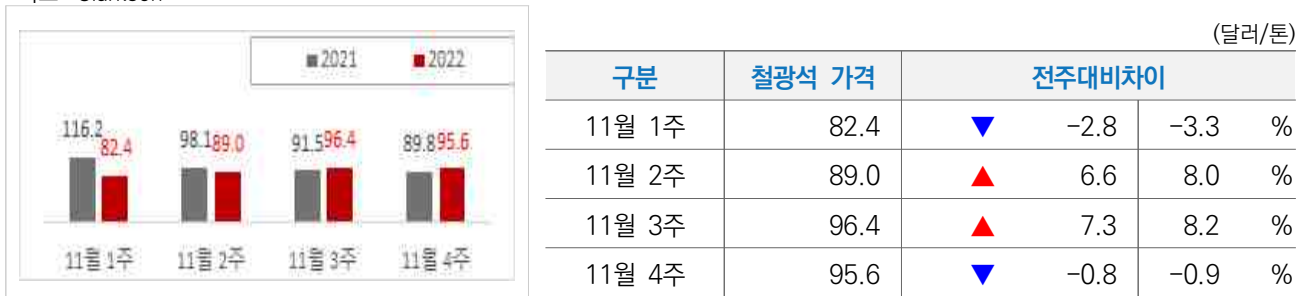 ■2021 ■2022
116.2 82.4 98.1 89.0 91.5 96.4 89.8 95.6
11월 1주 11월 2주 11월 3주 11월 4주
(달러/톤)
구분 철광석 가격 전주대비차이
11월 1주 82.4 ▼ -2.8 -3.3 %
11월 2주 89.0 ▲ 6.6 8.0 %
11월 3주 96.4 ▲ 7.3 8.2 %
11월 4주 95.6 ▼ -0.8 -0.9 %